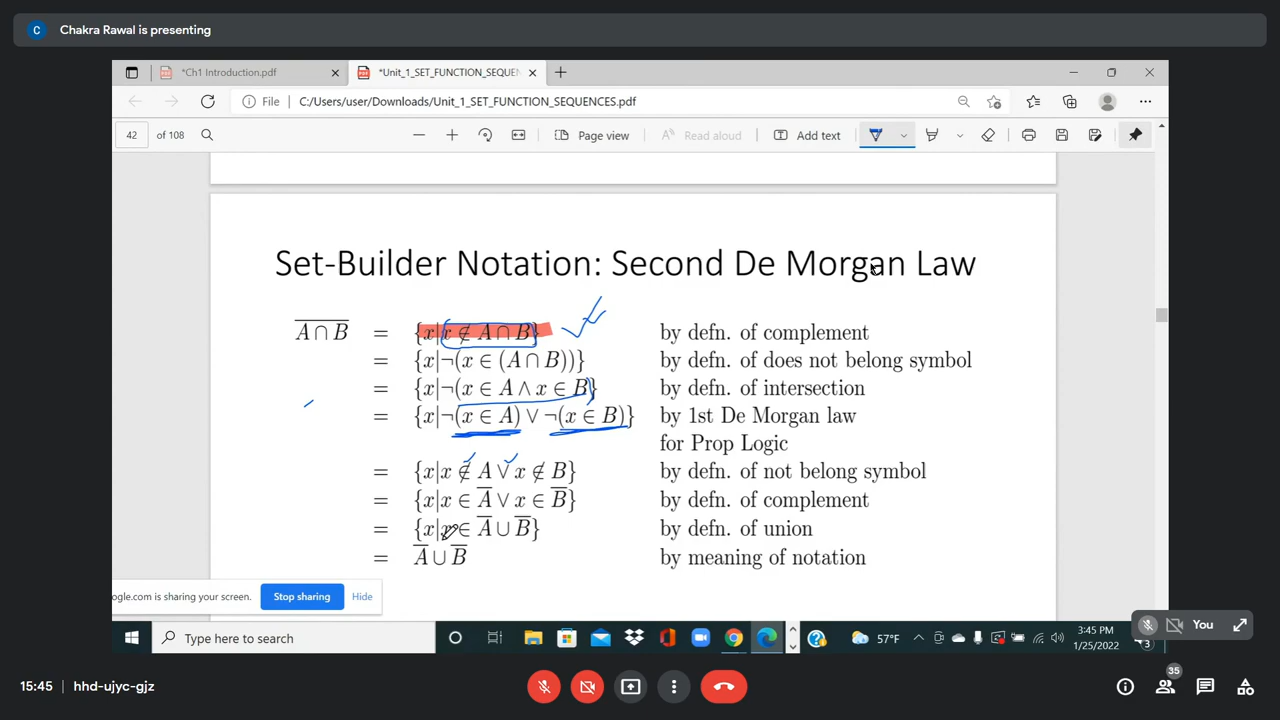 C Chakra Rawal is presenting
*Ch1 Introduction.pdf
*Unit_1_SET_FUNCTION_SEQUEN
File C:/Users/user/Downloads/Unit_1_SET_FUNCTION_SEQUENCES.pdf
42 of 108 Page view Read aloud Add text
Set-Builder Notation: Second De Morgan Law
A̅ ̅∩̅ ̅B̅ = {x|x ∉ A ∩ B} by defn. of complement
= {x|¬(x ∈ (A ∩ B))} by defn. of does not belong symbol
= {x|¬(x ∈ A ∧ x ∈ B)} by defn. of intersection
= {x|¬(x ∈ A) ∨ ¬(x ∈ B)} by 1st De Morgan law
for Prop Logic
= {x|x ∉ A ∨ x ∉ B} by defn. of not belong symbol
= {x|x ∈ A̅ ∨ x ∈ B̅} by defn. of complement
= {x|x ∈ A̅ ∪ B̅} by defn. of union
= A̅ ∪ B̅ by meaning of notation
ogle.com is sharing your screen. Stop sharing Hide
You
Type here to search
57°F
3:45 PM
1/25/2022
3
15:45 hhd-ujyc-gjz
35